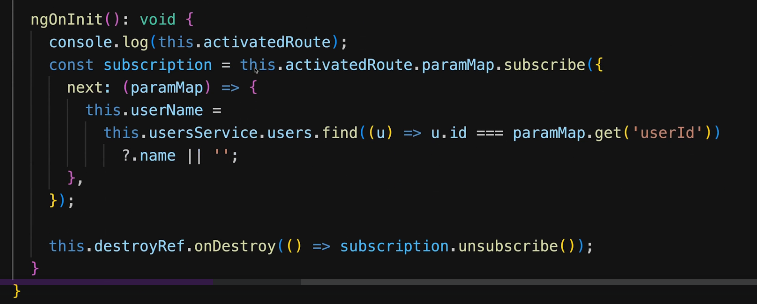 ngOnInit(): void {
console.log(this.activatedRoute);
const subscription = this.activatedRoute.paramMap.subscribe({
next: (paramMap) => {
this.userName =
this.usersService.users.find((u) => u.id === paramMap.get('userId'))
?.name || '';
},
});
this.destroyRef.onDestroy(() => subscription.unsubscribe());
}
}